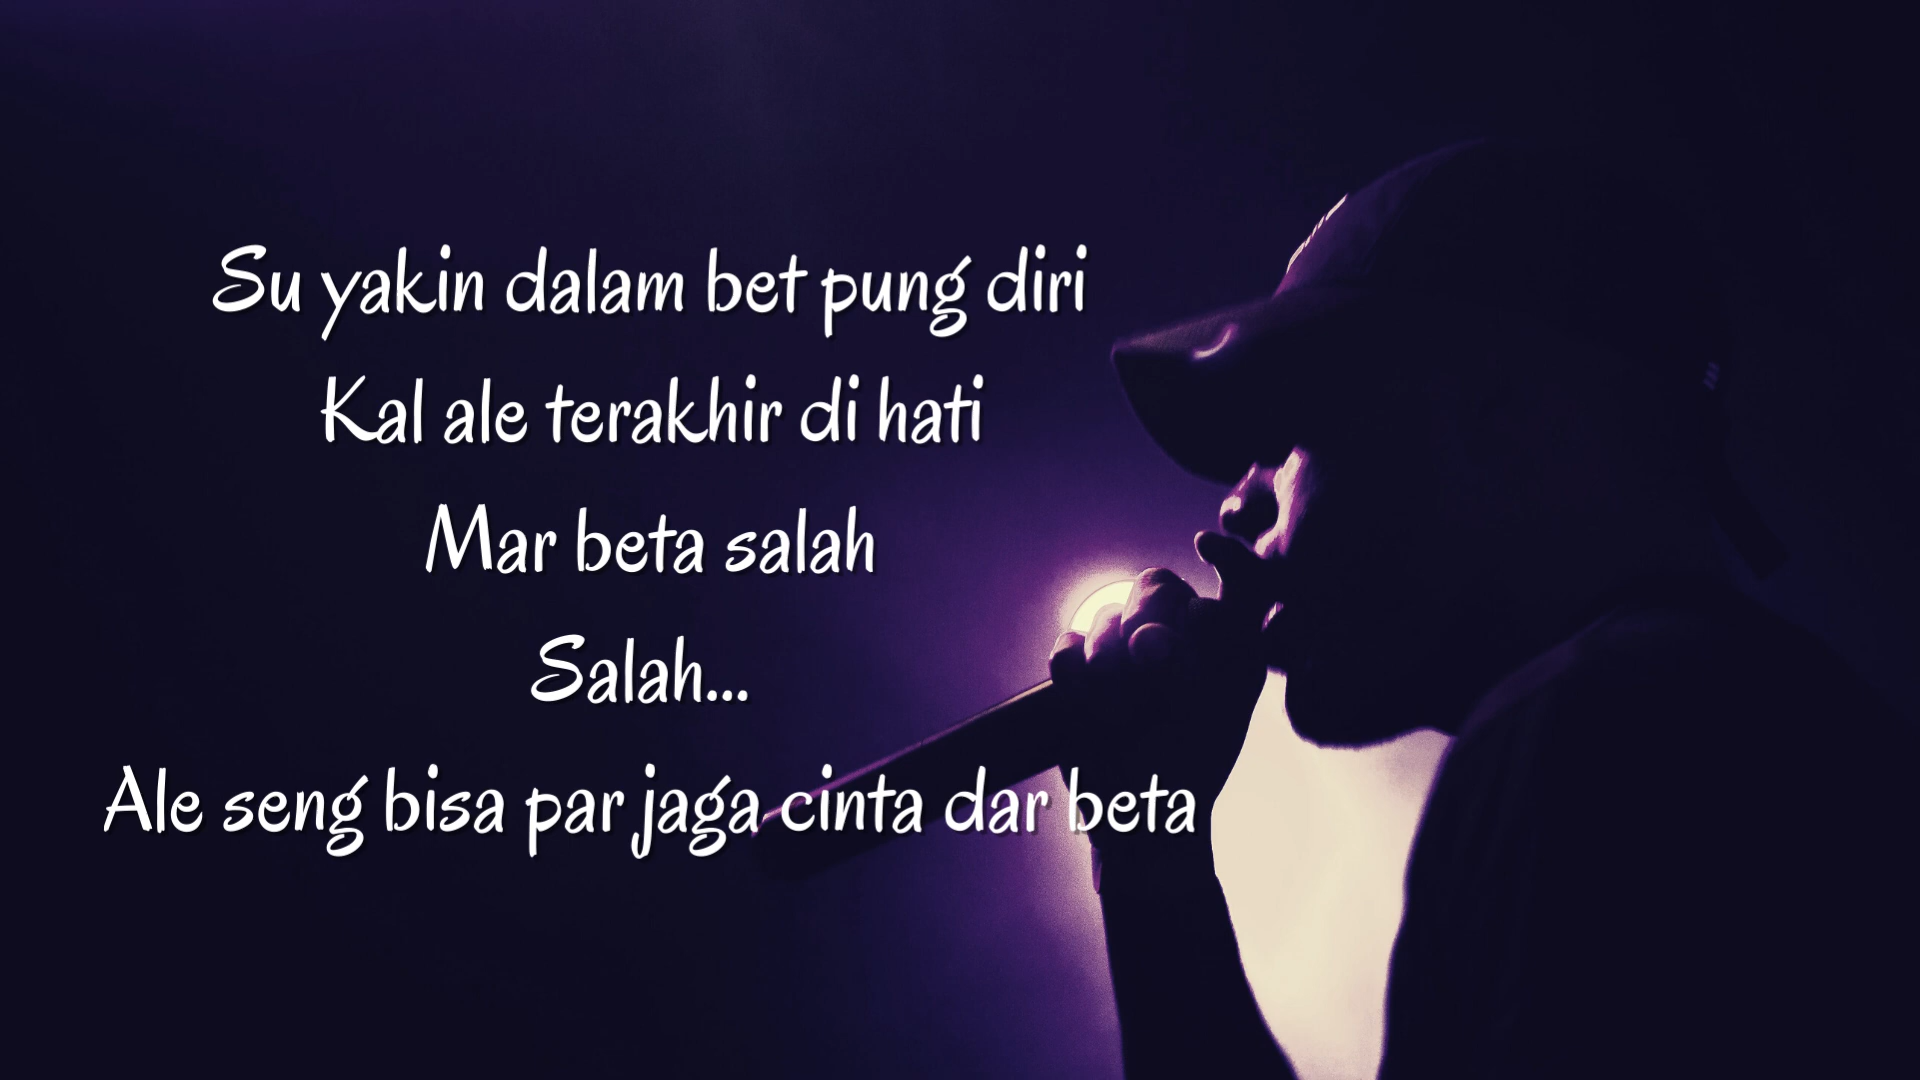 Su yakin dalam bet pung diri
Kal ale terakhir di hati
Mar beta salah
Salah...
Ale seng bisa par jaga cinta dar beta